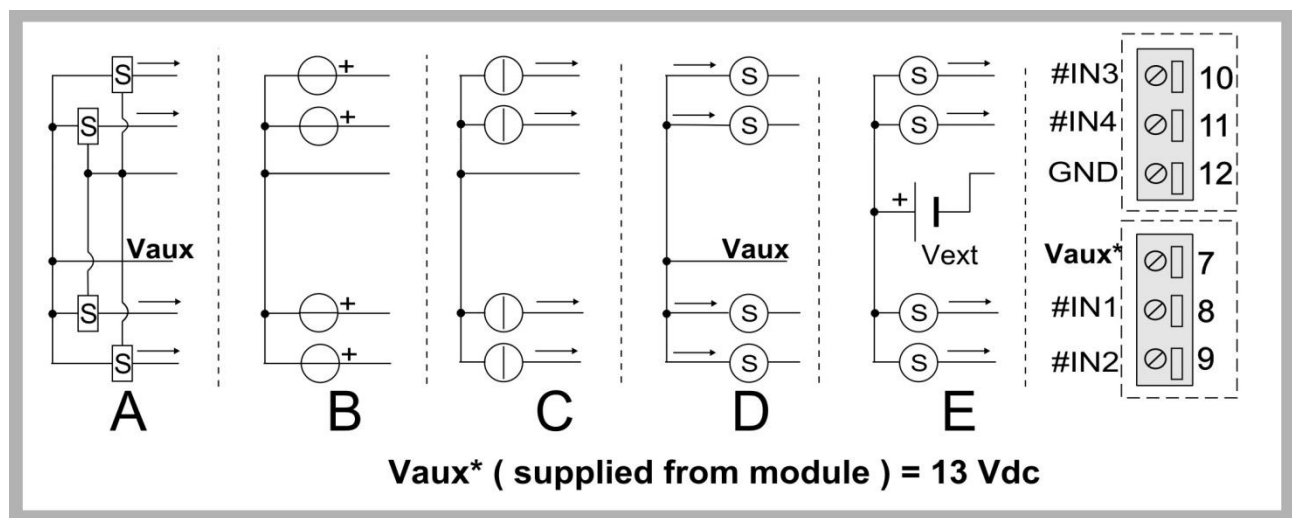 S + S #IN3 10
S + S S #IN4 11
GND 12
+
Vaux Vaux Vext Vaux* 7
S + S S #IN1 8
S + S S #IN2 9
A B C D E
Vaux* ( supplied from module ) = 13 Vdc